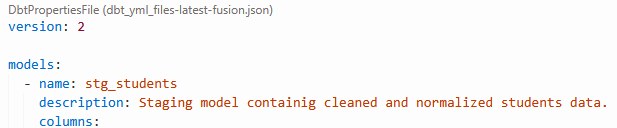 DbtPropertiesFile (dbt_yml_files-latest-fusion.json)
version: 2
models:
- name: stg_students
description: Staging model containig cleaned and normalized students data.
columns: